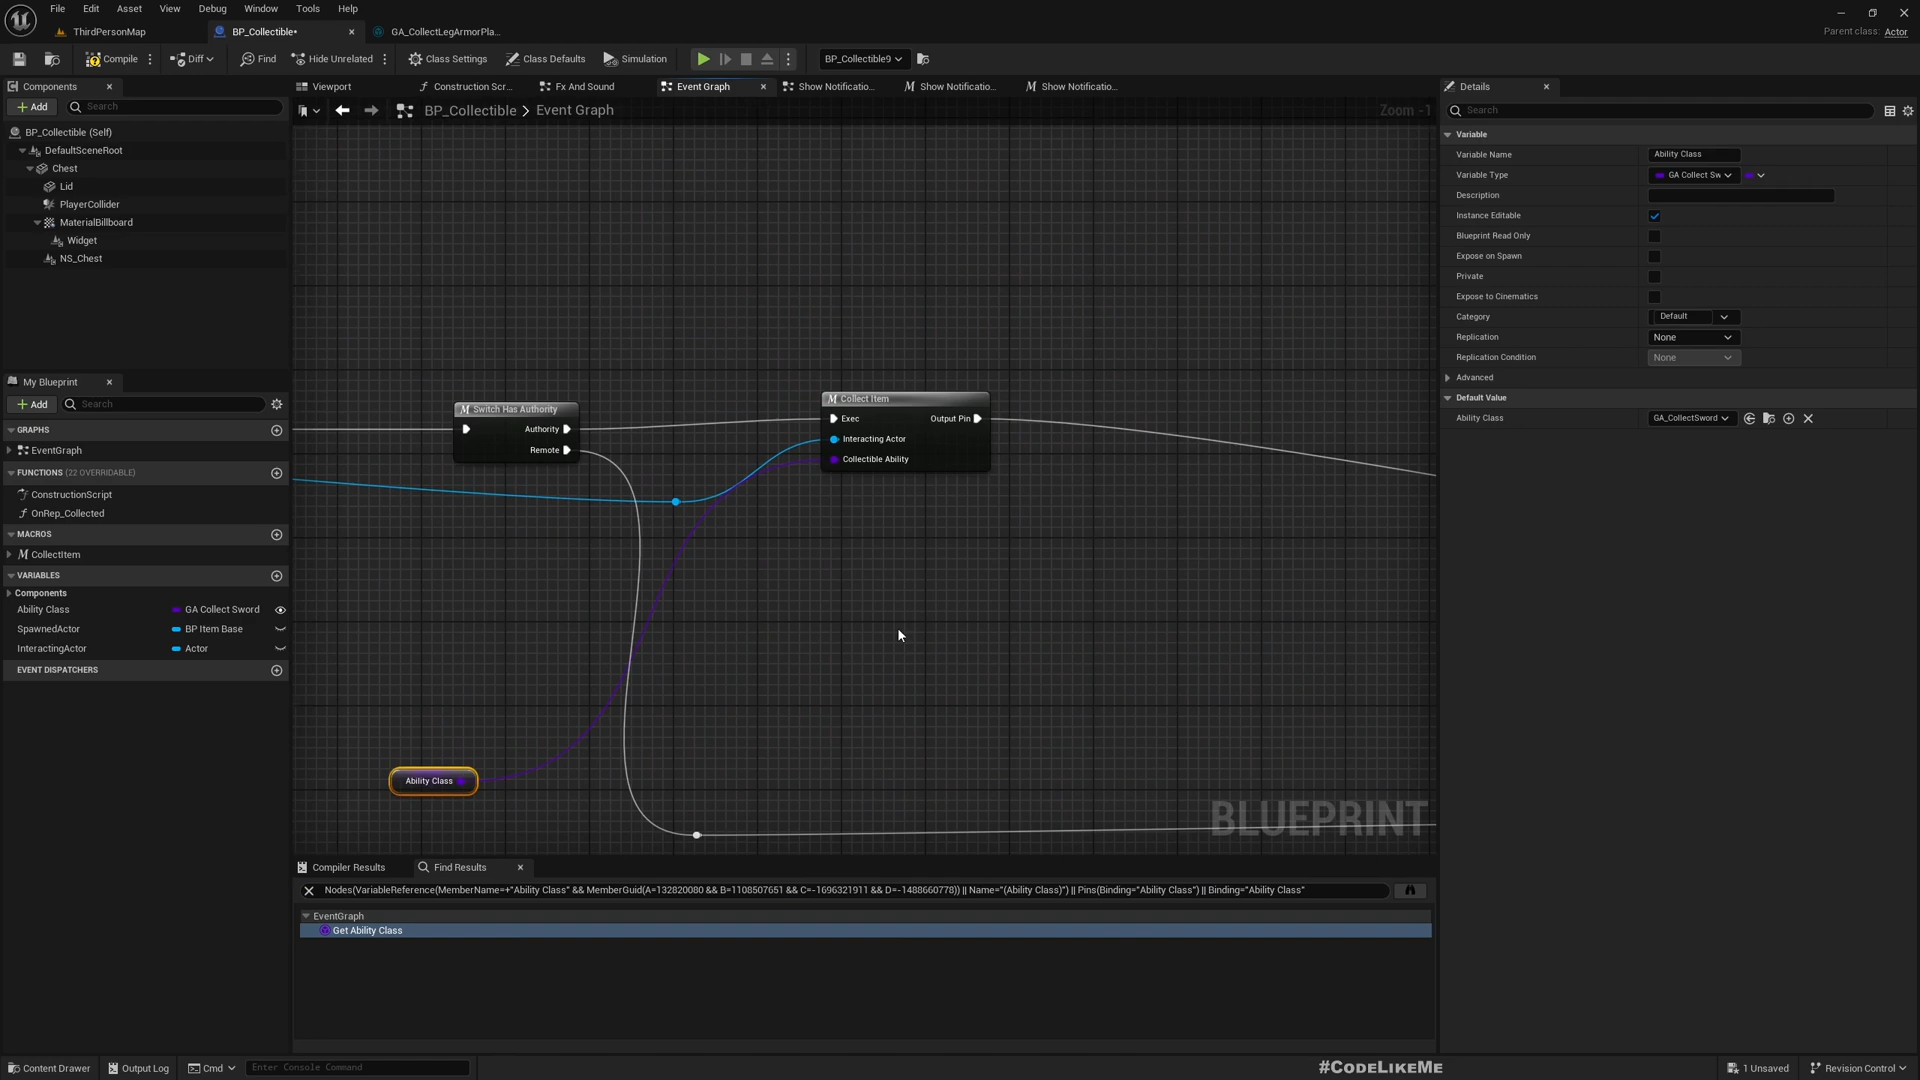 File Edit Asset View Debug Window Tools Help
ThirdPersonMap BP_Collectible• GA_CollectLegArmorPla...
Parent class: Actor
Compile Diff Find Hide Unrelated Class Settings Class Defaults Simulation BP_Collectible9
Components
Add Search
BP_Collectible (Self)
DefaultSceneRoot
Chest
Lid
PlayerCollider
MaterialBillboard
Widget
NS_Chest
My Blueprint
Add Search
GRAPHS
EventGraph
FUNCTIONS (22 OVERRIDABLE)
ConstructionScript
OnRep_Collected
MACROS
CollectItem
VARIABLES
Components
Ability Class GA Collect Sword
SpawnedActor BP Item Base
InteractingActor Actor
EVENT DISPATCHERS
Viewport Construction Scr... Fx And Sound Event Graph Show Notificatio... Show Notificatio... Show Notificatio...
BP_Collectible > Event Graph
Zoom -1
Switch Has Authority
Authority
Remote
Collect Item
Exec Output Pin
Interacting Actor
Collectible Ability
Ability Class
BLUEPRINT
Compiler Results Find Results
Nodes(VariableReference(MemberName=+"Ability Class" && MemberGuid(A=132820080 && B=1108507651 && C=-1696321911 && D=-1488660778)) || Name="(Ability Class)") || Pins(Binding="Ability Class") || Binding="Ability Class"
EventGraph
Get Ability Class
Details
Search
Variable
Variable Name Ability Class
Variable Type GA Collect Sw
Description
Instance Editable
Blueprint Read Only
Expose on Spawn
Private
Expose to Cinematics
Category Default
Replication None
Replication Condition None
Advanced
Default Value
Ability Class GA_CollectSword
Content Drawer Output Log Cmd Enter Console Command
#CODELIKEME
1 Unsaved Revision Control